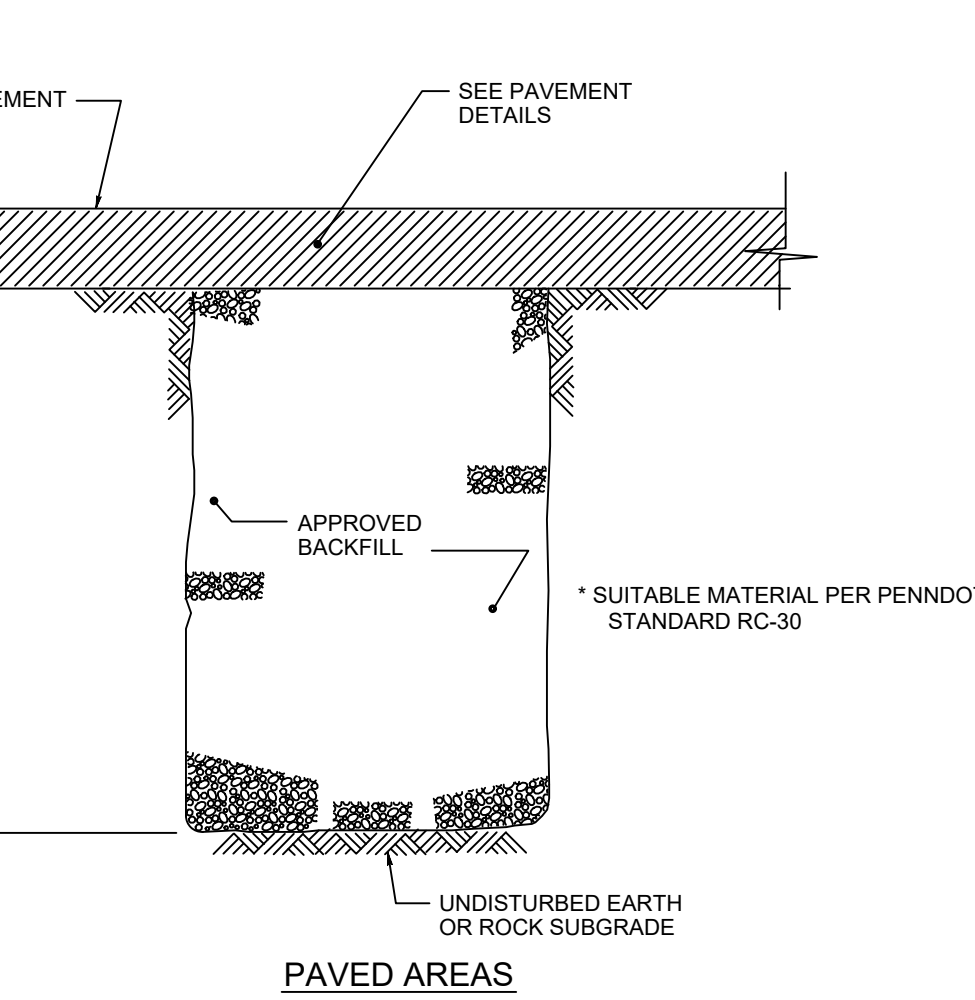 EMENT
SEE PAVEMENT
DETAILS
APPROVED
BACKFILL
* SUITABLE MATERIAL PER PENNDOT
STANDARD RC-30
UNDISTURBED EARTH
OR ROCK SUBGRADE
PAVED AREAS